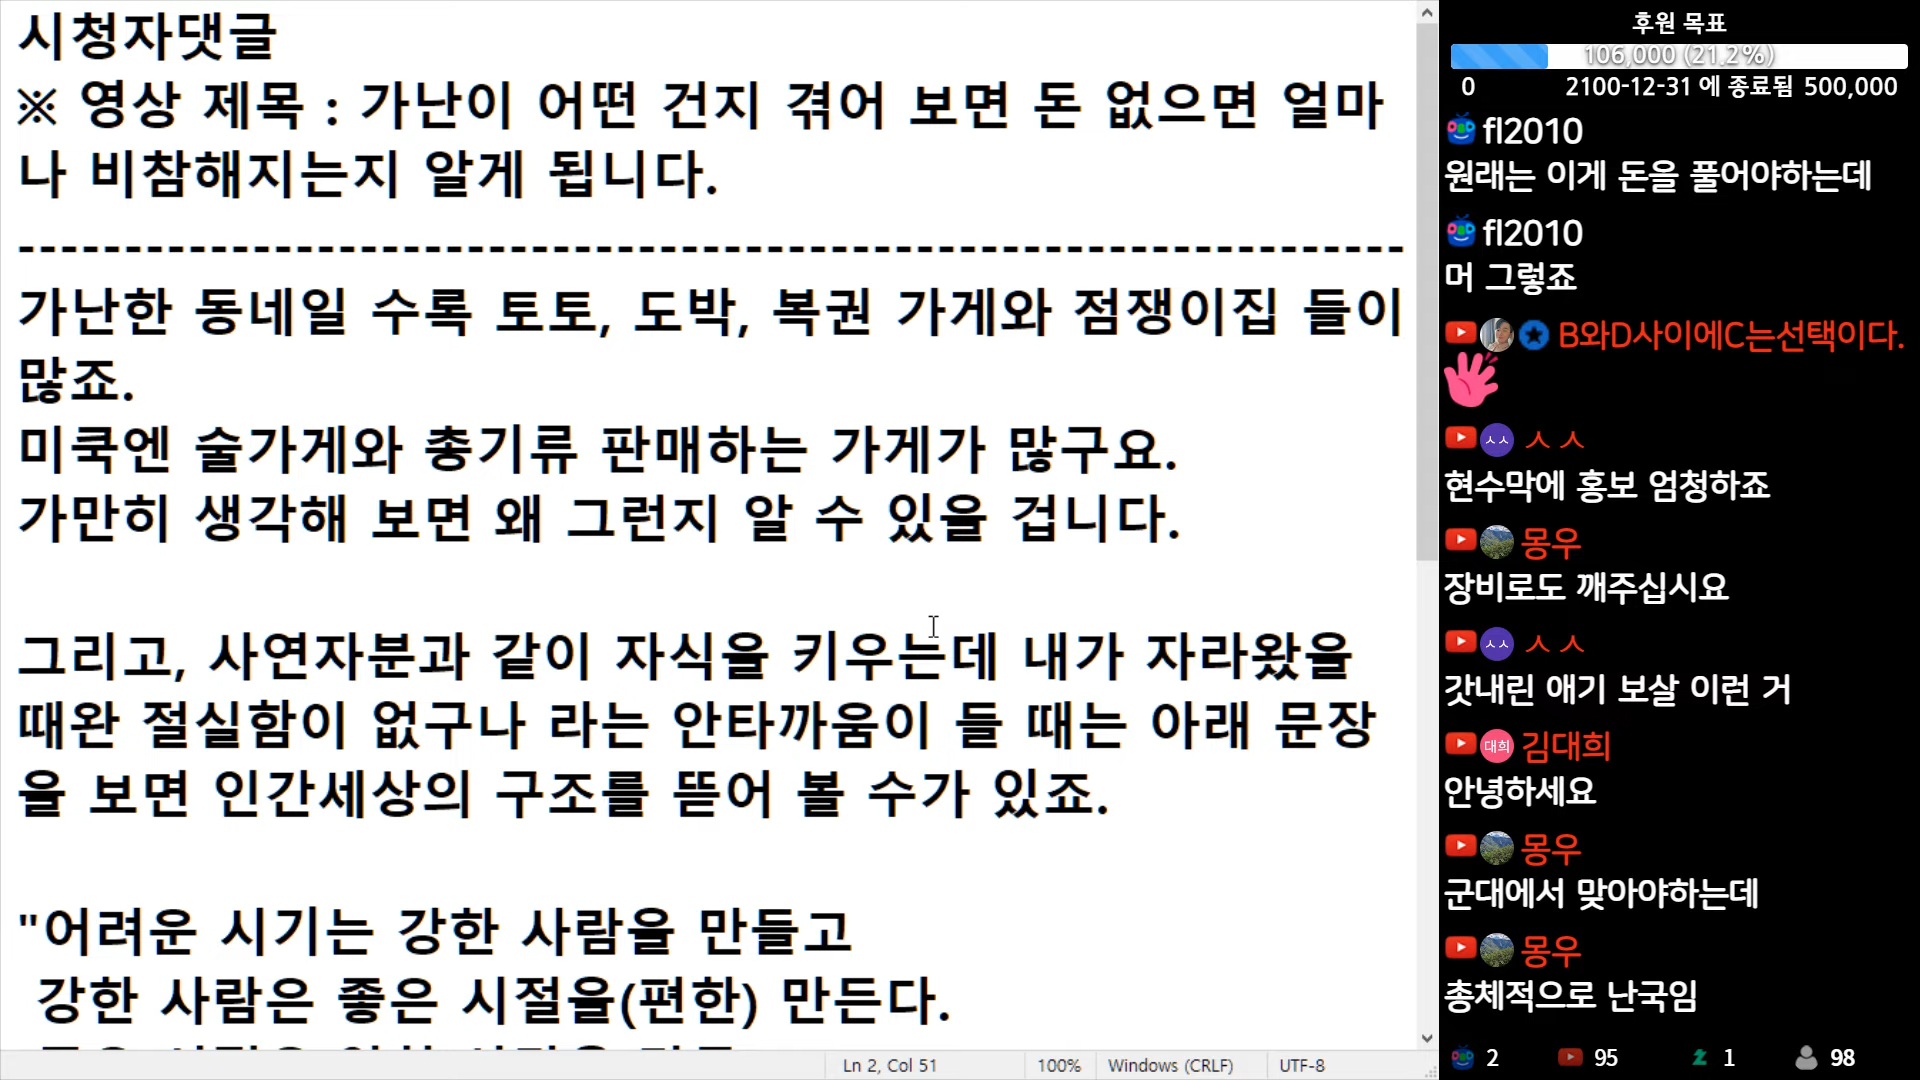 시청자댓글
※ 영상 제목 : 가난이 어떤 건지 겪어 보면 돈 없으면 얼마
나 비참해지는지 알게 됩니다.
-----------------------------------------------------------------
가난한 동네일 수록 토토, 도박, 복권 가게와 점쟁이집 들이
많죠.
미쿡엔 술가게와 총기류 판매하는 가게가 많구요.
가만히 생각해 보면 왜 그런지 알 수 있을 겁니다.
그리고, 사연자분과 같이 자식을 키우는데 내가 자라왔을
때완 절실함이 없구나 라는 안타까움이 들 때는 아래 문장
을 보면 인간세상의 구조를 뜯어 볼 수가 있죠.
"어려운 시기는 강한 사람을 만들고
강한 사람은 좋은 시절을(편한) 만든다.
Ln 2, Col 51
100%
Windows (CRLF)
UTF-8
후원 목표
106,000 (21.2%)
0 2100-12-31 에 종료됨 500,000
fl2010
원래는 이게 돈을 풀어야하는데
fl2010
머 그렇죠
B와D사이에C는선택이다.
ㅅㅅ ㅅ ㅅ
현수막에 홍보 엄청하죠
몽우
장비로도 깨주십시요
ㅅㅅ ㅅ ㅅ
갓내린 애기 보살 이런 거
대희 김대희
안녕하세요
몽우
군대에서 맞아야하는데
몽우
총체적으로 난국임
2 95 1 98